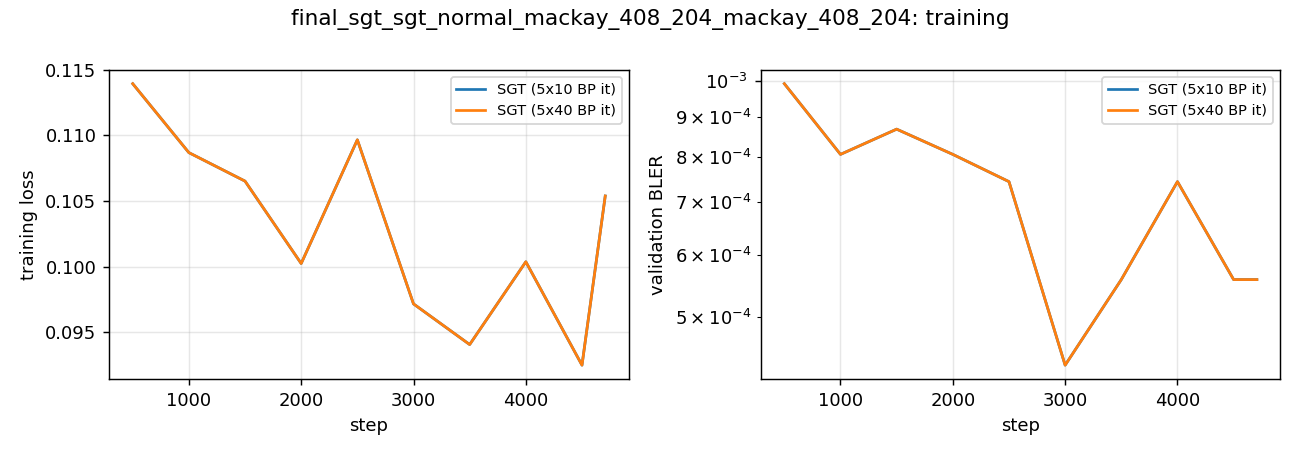 final_sgt_sgt_normal_mackay_408_204_mackay_408_204: training
0.115
0.110
0.105
0.100
0.095
training loss
1000
2000
3000
4000
step
SGT (5x10 BP it)
SGT (5x40 BP it)
10⁻³
9 × 10⁻⁴
8 × 10⁻⁴
7 × 10⁻⁴
6 × 10⁻⁴
5 × 10⁻⁴
validation BLER
1000
2000
3000
4000
step
SGT (5x10 BP it)
SGT (5x40 BP it)